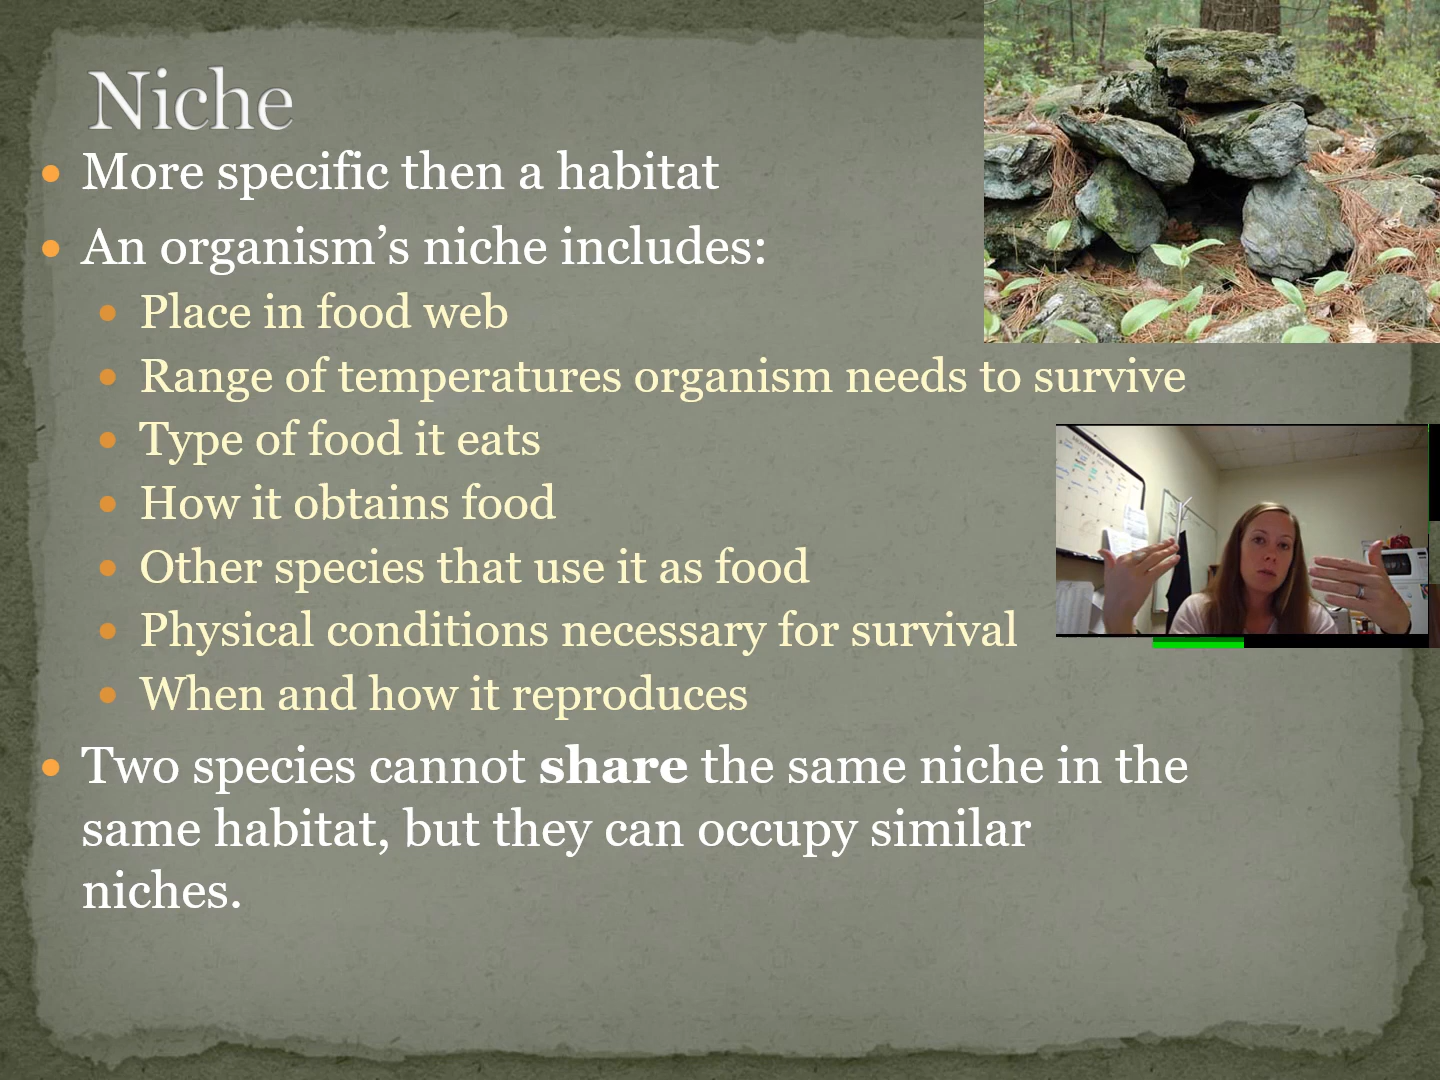 Niche
More specific then a habitat
An organism’s niche includes:
Place in food web
Range of temperatures organism needs to survive
Type of food it eats
How it obtains food
Other species that use it as food
Physical conditions necessary for survival
When and how it reproduces
Two species cannot share the same niche in the
same habitat, but they can occupy similar
niches.